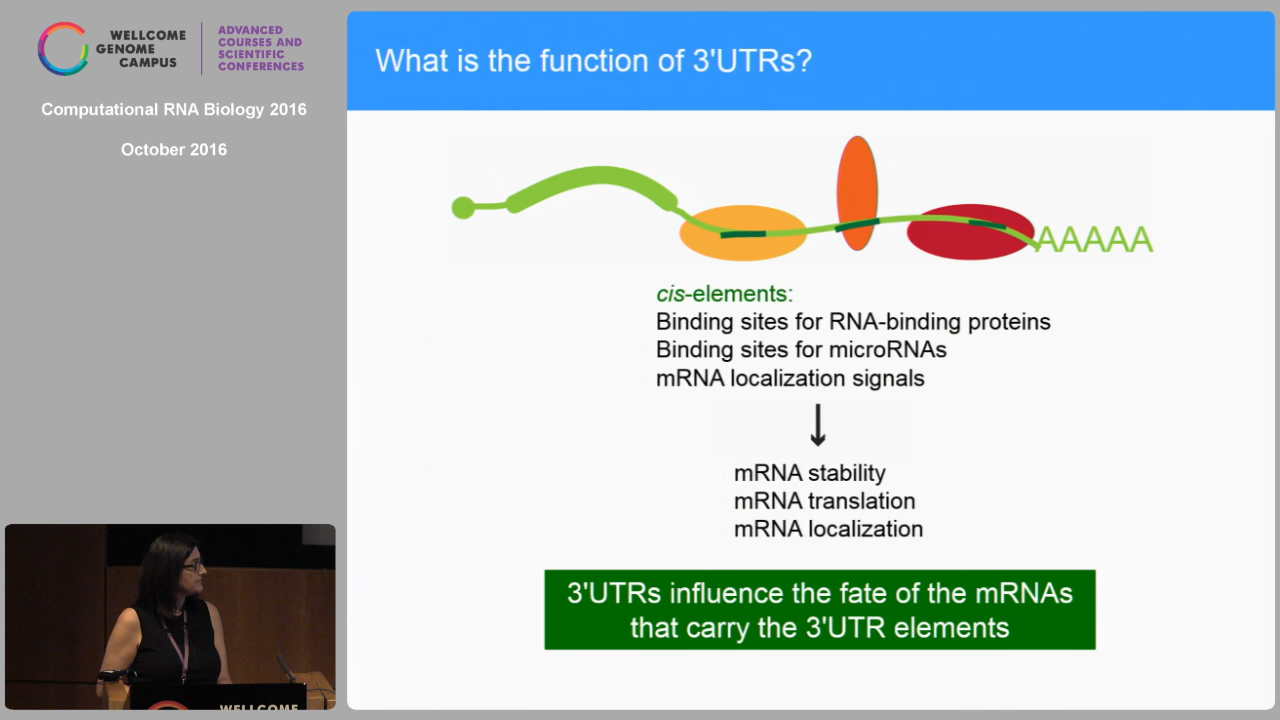 WELLCOME
GENOME
CAMPUS
ADVANCED
COURSES AND
SCIENTIFIC
CONFERENCES
Computational RNA Biology 2016
October 2016
What is the function of 3'UTRs?
AAAAA
cis-elements:
Binding sites for RNA-binding proteins
Binding sites for microRNAs
mRNA localization signals
mRNA stability
mRNA translation
mRNA localization
3'UTRs influence the fate of the mRNAs
that carry the 3'UTR elements
WELLCOME